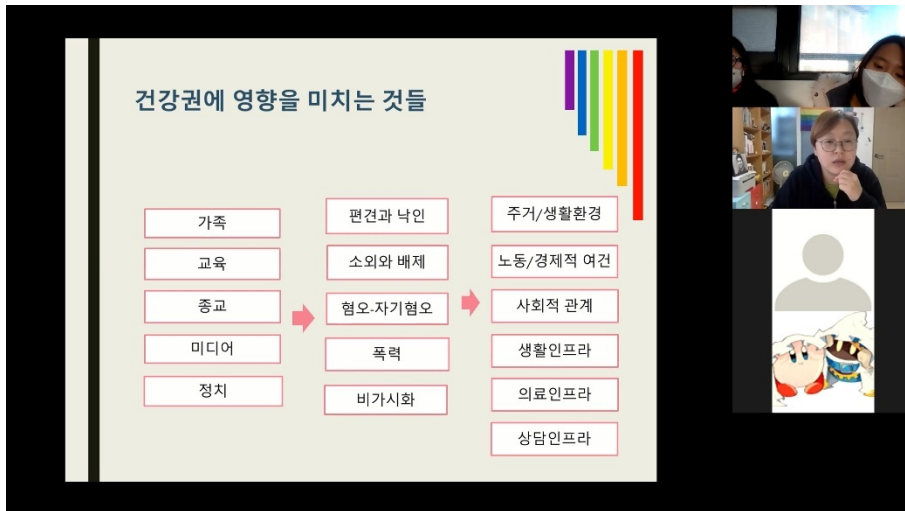 건강권에 영향을 미치는 것들
가족
교육
종교
미디어
정치
편견과 낙인
소외와 배제
혐오-자기혐오
폭력
비가시화
주거/생활환경
노동/경제적 여건
사회적 관계
생활인프라
의료인프라
상담인프라